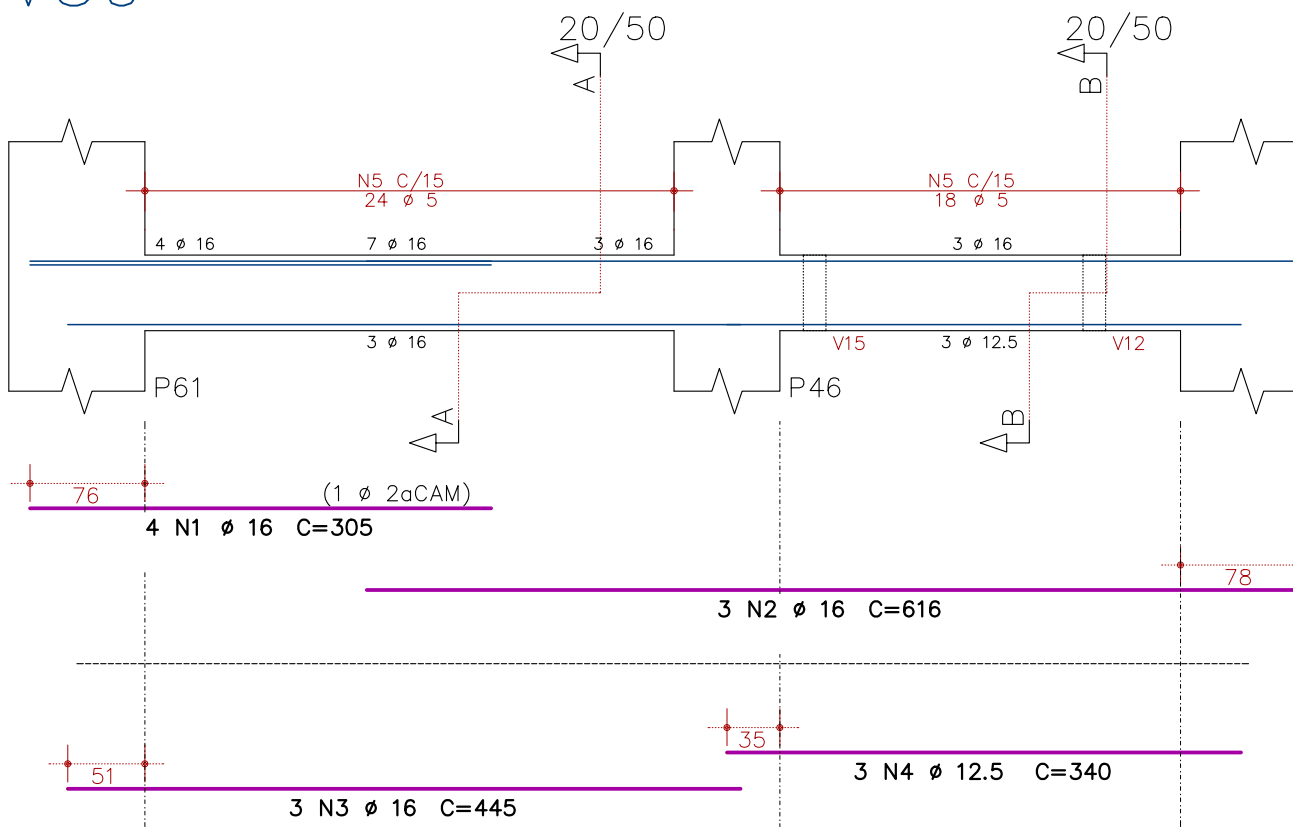 20/50
20/50
A
B
N5 C/15
24 ø 5
N5 C/15
18 ø 5
4 ø 16
7 ø 16
3 ø 16
3 ø 16
3 ø 16
V15
3 ø 12.5
V12
P61
P46
A
B
76
(1 ø 2aCAM)
4 N1 ø 16 C=305
78
3 N2 ø 16 C=616
35
3 N4 ø 12.5 C=340
51
3 N3 ø 16 C=445